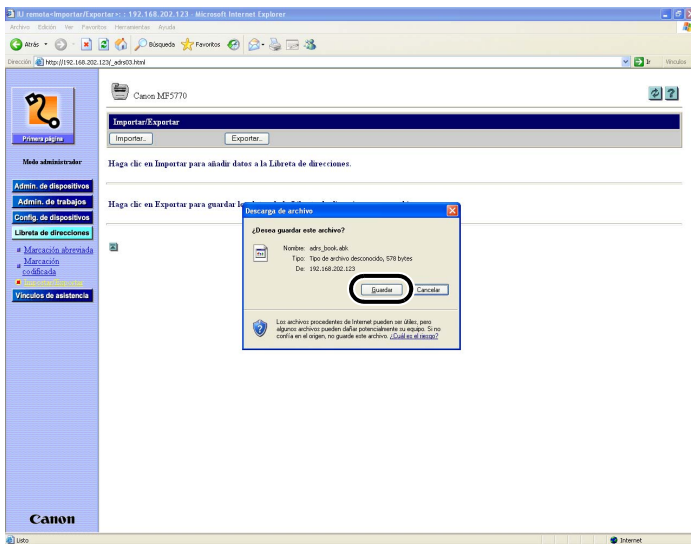 IU remota<Importar/Exportar>: : 192.168.202.123 - Microsoft Internet Explorer
Archivo Edición Ver Favoritos Herramientas Ayuda
Atrás Búsqueda Favoritos
Dirección http://192.168.202.123/_adrs03.html Ir Vínculos
Canon MF5770
Primera página
Importar/Exportar
Importar.. Exportar..
Modo administrador
Haga clic en Importar para añadir datos a la Libreta de direcciones.
Admin. de dispositivos
Admin. de trabajos
Config. de dispositivos
Libreta de direcciones
Marcación abreviada
Marcación
codificada
Importar/Exportar
Vínculos de asistencia
Haga clic en Exportar para guardar
Descarga de archivo
¿Desea guardar este archivo?
Nombre: adrs_book.abk
Tipo: Tipo de archivo desconocido, 578 bytes
De: 192.168.202.123
Guardar Cancelar
Los archivos procedentes de Internet pueden ser útiles, pero
algunos archivos pueden dañar potencialmente su equipo. Si no
confía en el origen, no guarde este archivo. ¿Cuál es el riesgo?
Canon
Listo Internet